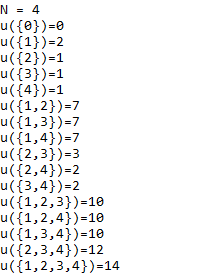 N = 4
u({0})=0
u({1})=2
u({2})=1
u({3})=1
u({4})=1
u({1,2})=7
u({1,3})=7
u({1,4})=7
u({2,3})=3
u({2,4})=2
u({3,4})=2
u({1,2,3})=10
u({1,2,4})=10
u({1,3,4})=10
u({2,3,4})=12
u({1,2,3,4})=14